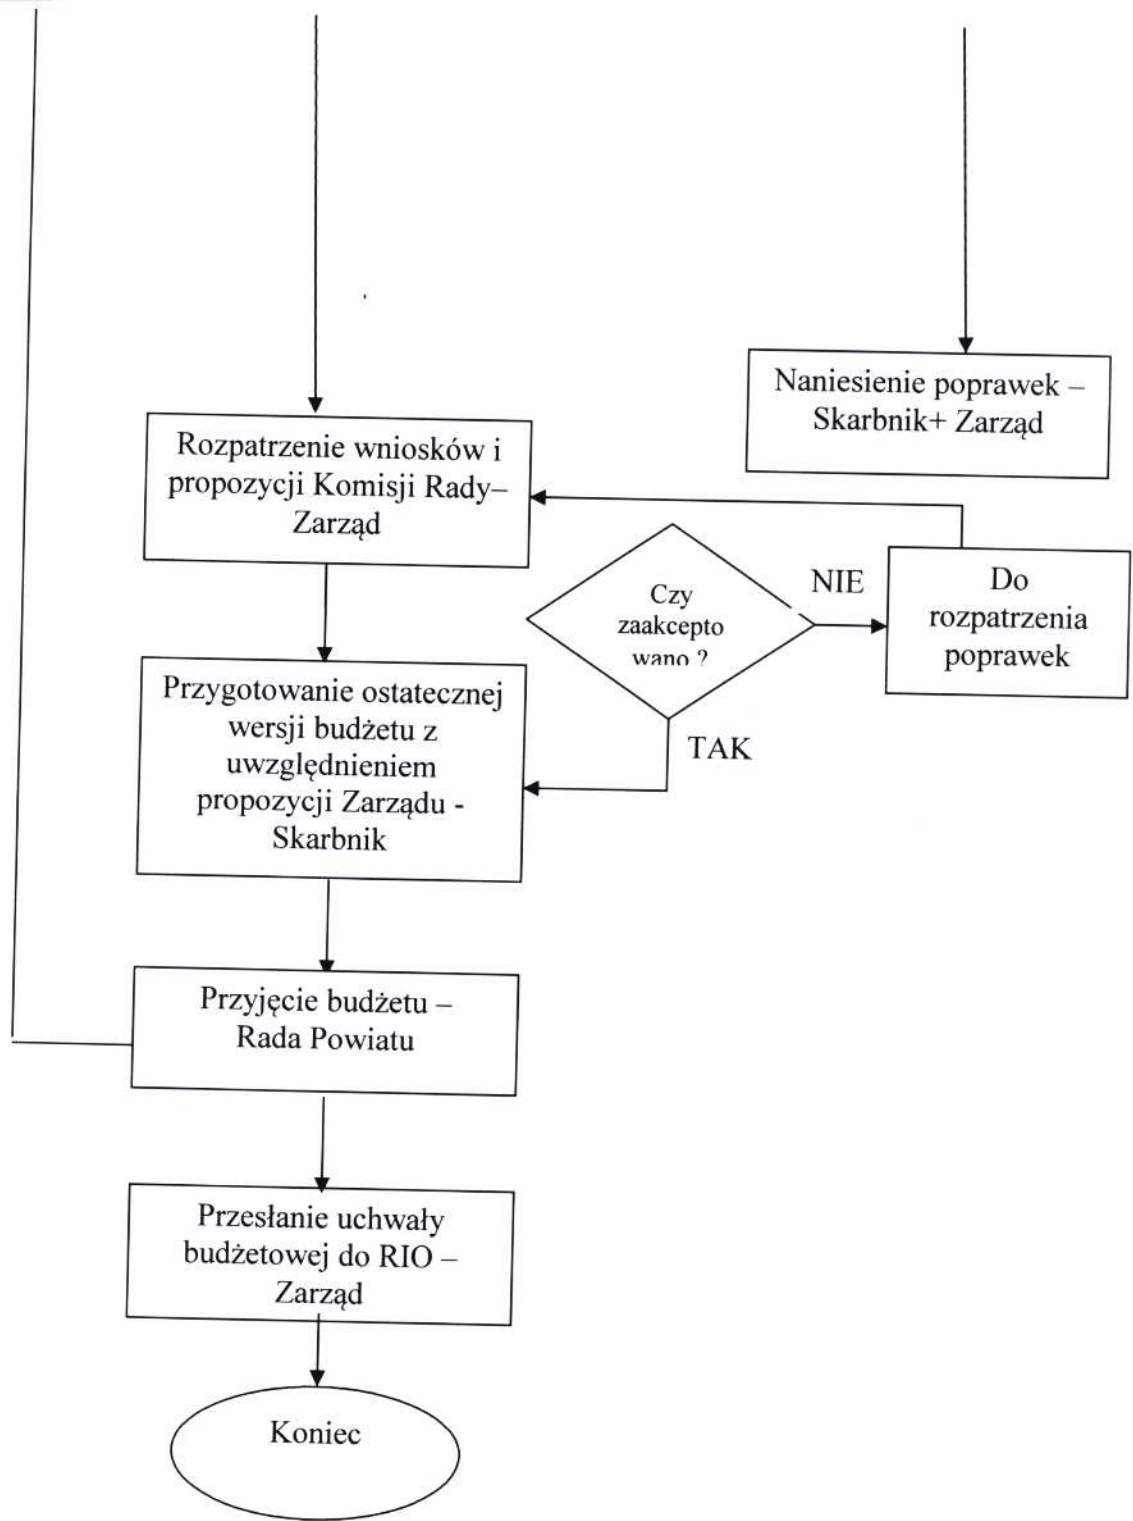 Naniesienie poprawek –
Skarbnik+ Zarząd
Rozpatrzenie wniosków i
propozycji Komisji Rady–
Zarząd
Czy
zaakcepto
wano ?
NIE
Do
rozpatrzenia
poprawek
TAK
Przygotowanie ostatecznej
wersji budżetu z
uwzględnieniem
propozycji Zarządu -
Skarbnik
Przyjęcie budżetu –
Rada Powiatu
Przesłanie uchwały
budżetowej do RIO –
Zarząd
Koniec